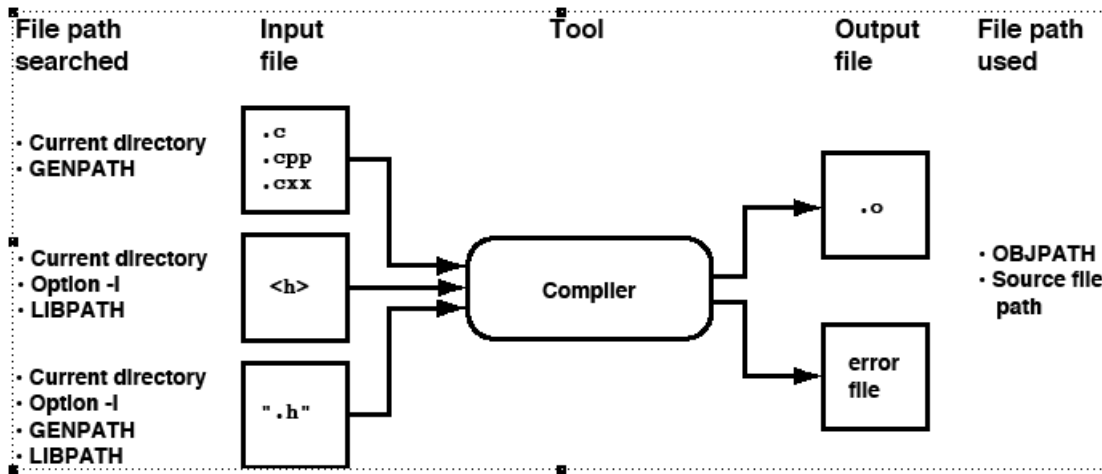 File path
searched
Input
file
Tool
Output
file
File path
used
• Current directory
• GENPATH
.c
.cpp
.cxx
• Current directory
• Option -I
• LIBPATH
<h>
• Current directory
• Option -I
• GENPATH
• LIBPATH
".h"
Compiler
.o
error
file
• OBJPATH
• Source file
path